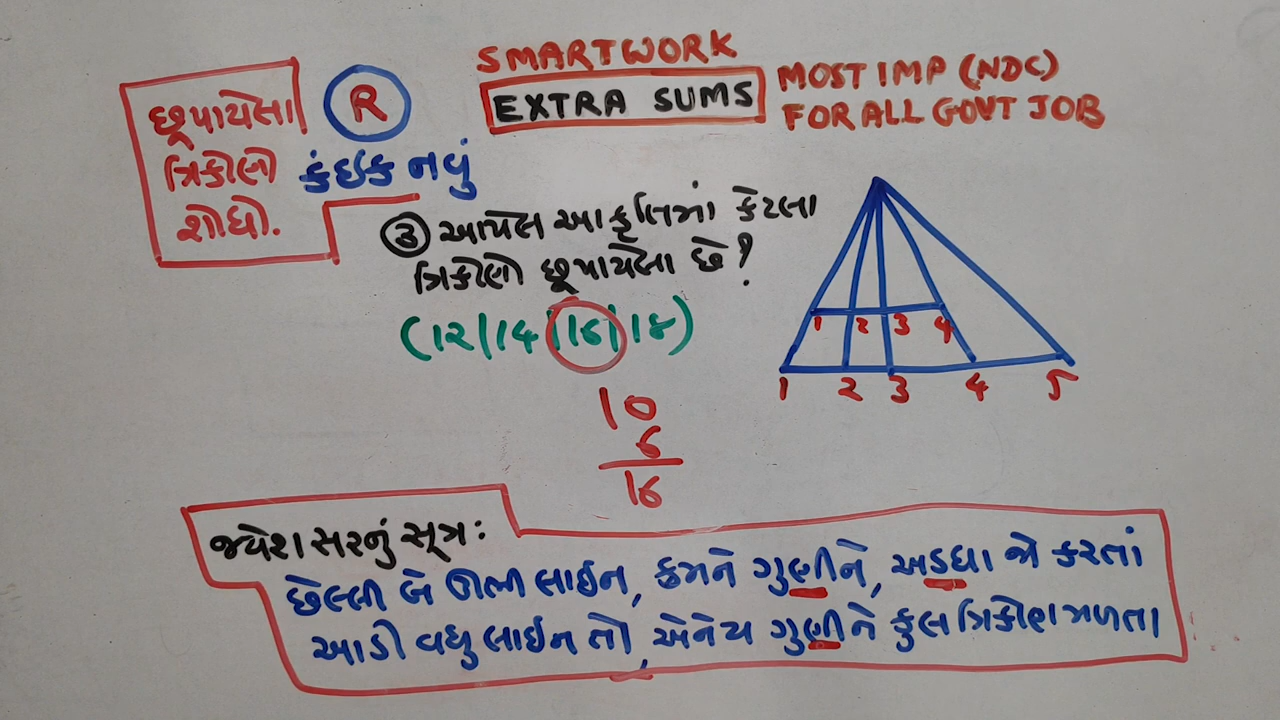 SMARTWORK
EXTRA SUMS
MOST IMP (NDC)
FOR ALL GOVT JOB
છૂપાયેલા
ત્રિકોણો
શોધો.
R
કંઈક નવું
૩ આપેલ આકૃતિમાં કેટલા
ત્રિકોણો છૂપાયેલા છે?
(૧૨|૧૪|૧૬|૧૮)
1 2 3 4
1 2 3 4 5
૧૦
૬
૧૬
જયેશ સરનું સૂત્ર:
છેલ્લી બે ઊભી લાઈન, ક્રમને ગુણીને, અડધા જો કરતાં
આડી વધુ લાઈન તો, એનેય ગુણીને કુલ ત્રિકોણ મળતા